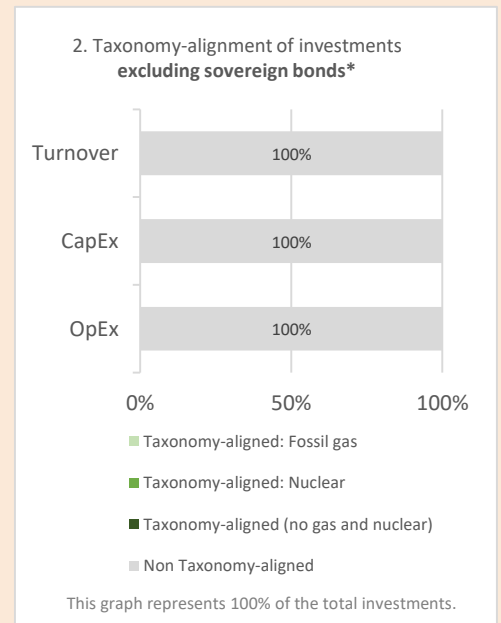 2. Taxonomy-alignment of investments
excluding sovereign bonds*
Turnover
100%
CapEx
100%
OpEx
100%
0%
50%
100%
Taxonomy-aligned: Fossil gas
Taxonomy-aligned: Nuclear
Taxonomy-aligned (no gas and nuclear)
Non Taxonomy-aligned
This graph represents 100% of the total investments.